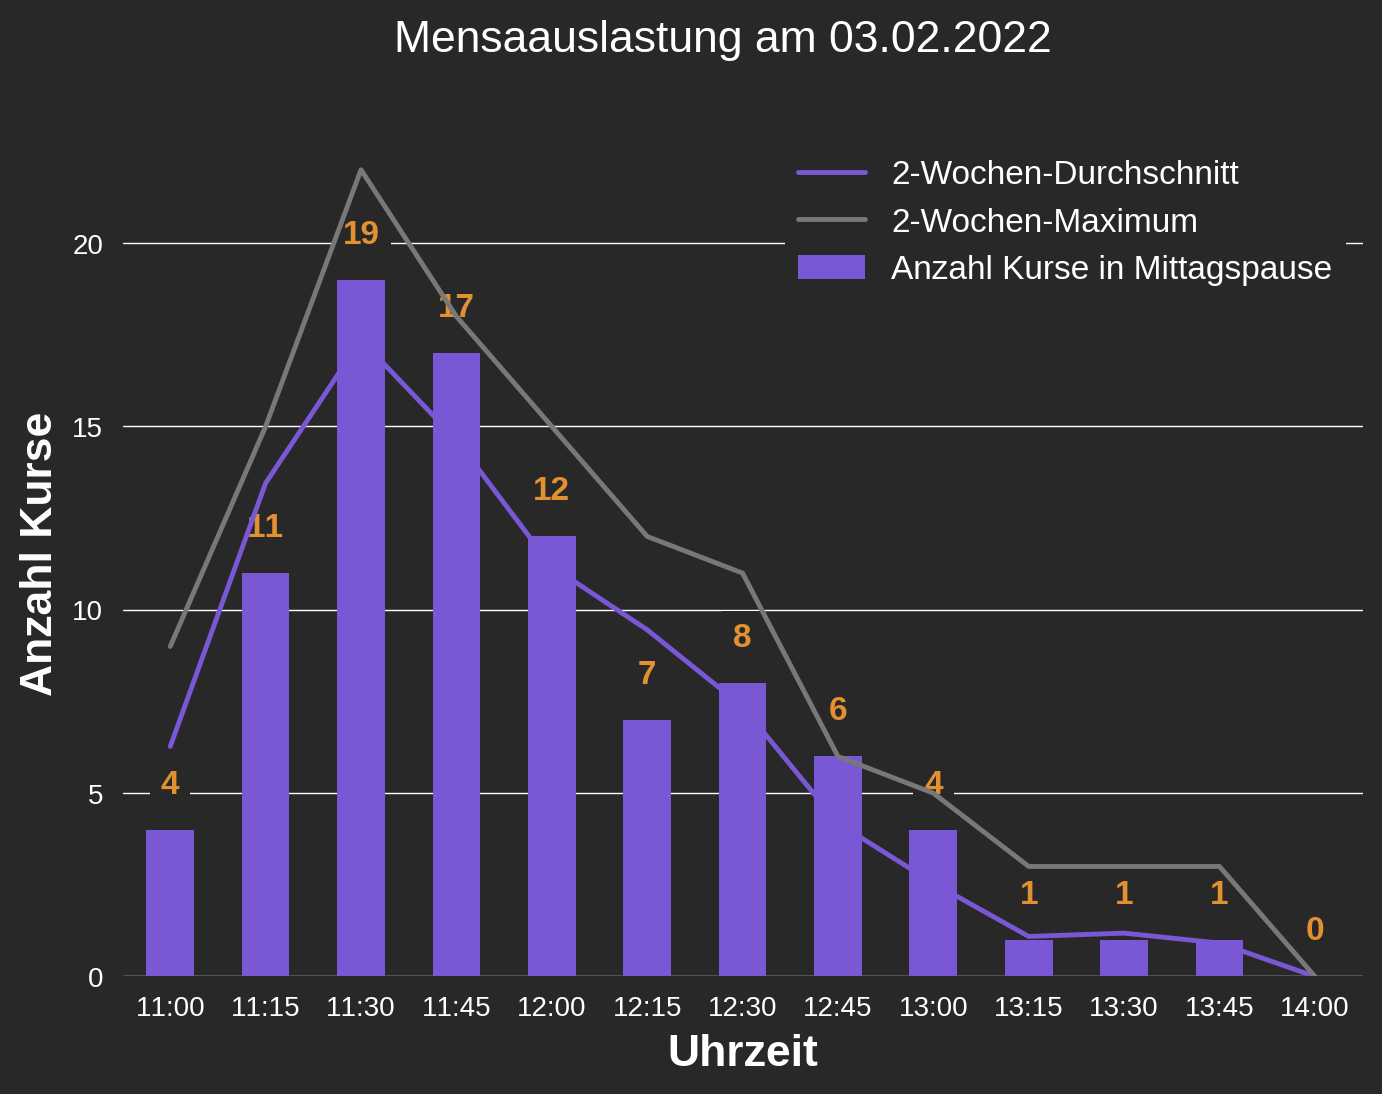 Mensaauslastung am 03.02.2022
2-Wochen-Durchschnitt
2-Wochen-Maximum
Anzahl Kurse in Mittagspause
Anzahl Kurse
20
15
10
5
0
4
11
19
17
12
7
8
6
4
1
1
1
0
11:00 11:15 11:30 11:45 12:00 12:15 12:30 12:45 13:00 13:15 13:30 13:45 14:00
Uhrzeit